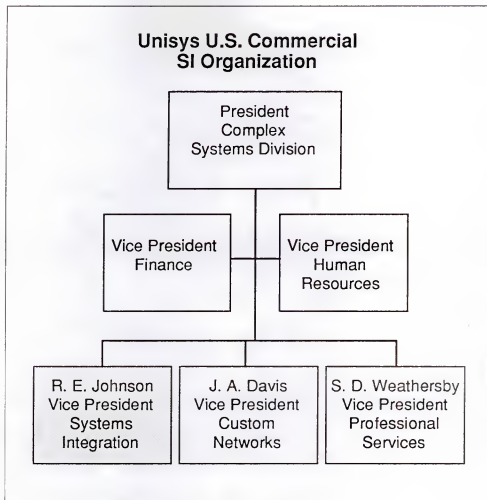 Unisys U.S. Commercial
SI Organization
President
Complex
Systems Division
Vice President
Finance
Vice President
Human
Resources
R. E. Johnson
Vice President
Systems
Integration
J. A. Davis
Vice President
Custom
Networks
S. D. Weathersby
Vice President
Professional
Services